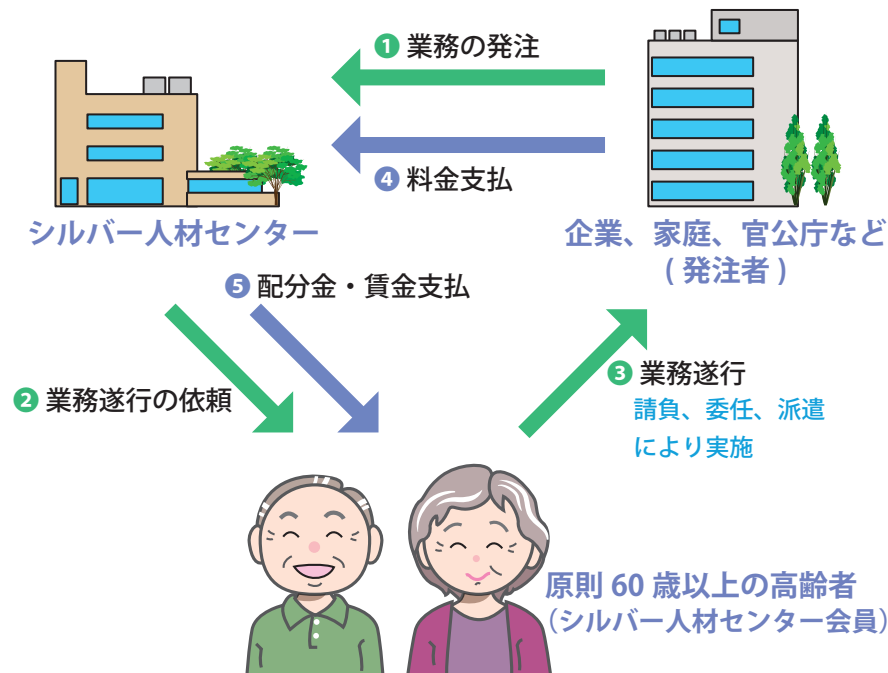 ❶ 業務の発注
❹ 料金支払
シルバー人材センター
企業、家庭、官公庁など
( 発注者 )
❺ 配分金・賃金支払
❷ 業務遂行の依頼
❸ 業務遂行
請負、委任、派遣
により実施
原則 60 歳以上の高齢者
（シルバー人材センター会員）